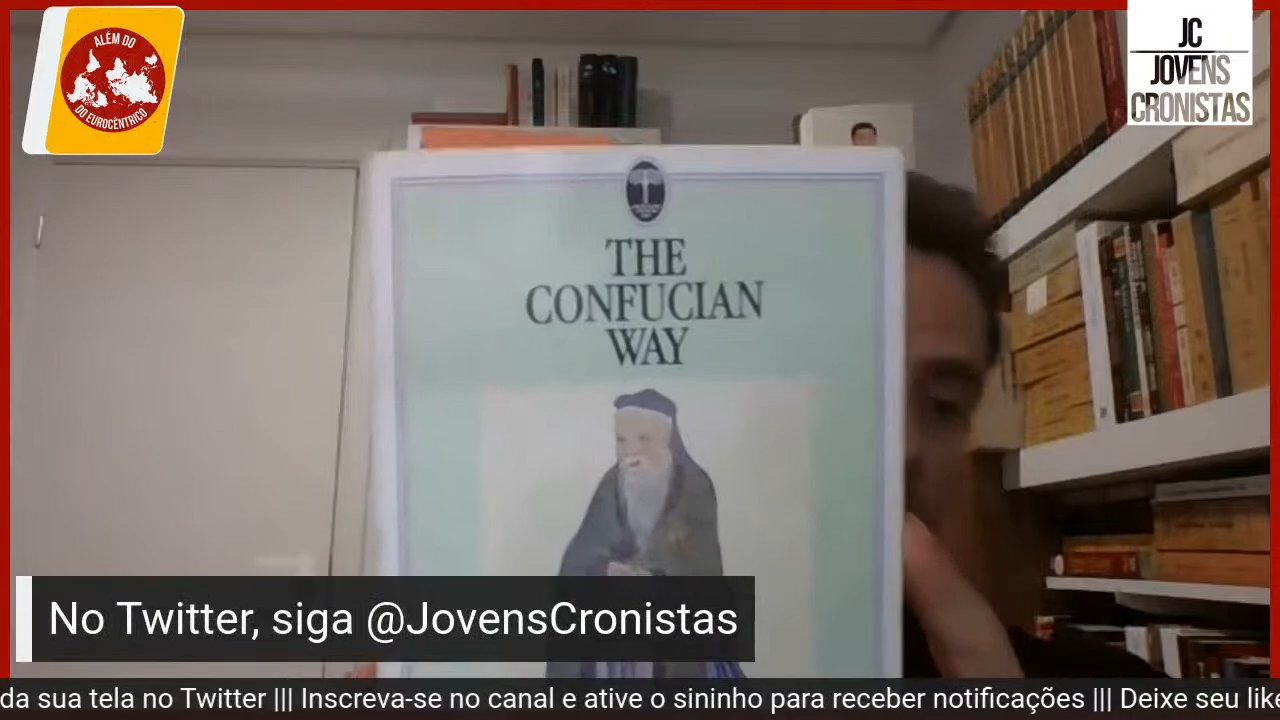 ALÉM DO
DO EUROCÊNTRICO
JC
JOVENS
CRONISTAS
THE
CONFUCIAN
WAY
No Twitter, siga @JovensCronistas
da sua tela no Twitter ||| Inscreva-se no canal e ative o sininho para receber notificações ||| Deixe seu like